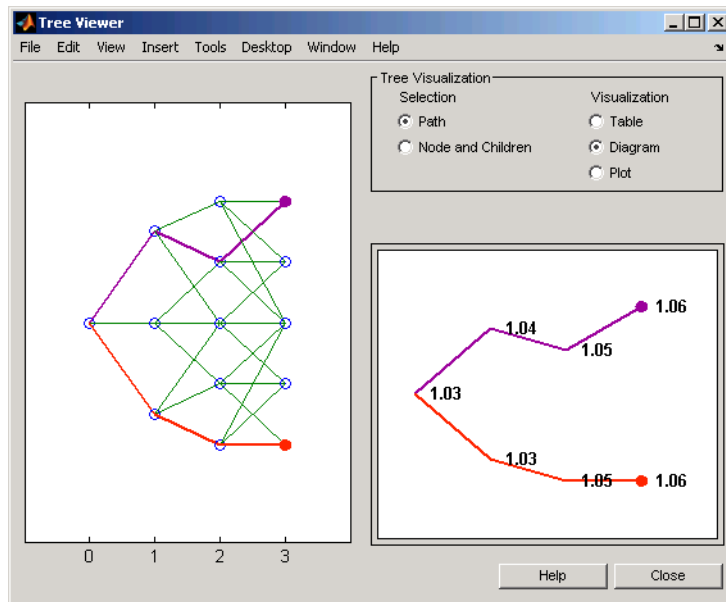 Tree Viewer
File Edit View Insert Tools Desktop Window Help
Tree Visualization
Selection Visualization
Path Table
Node and Children Diagram
Plot
1.06
1.04
1.05
1.03
1.03
1.05 1.06
0 1 2 3
Help Close